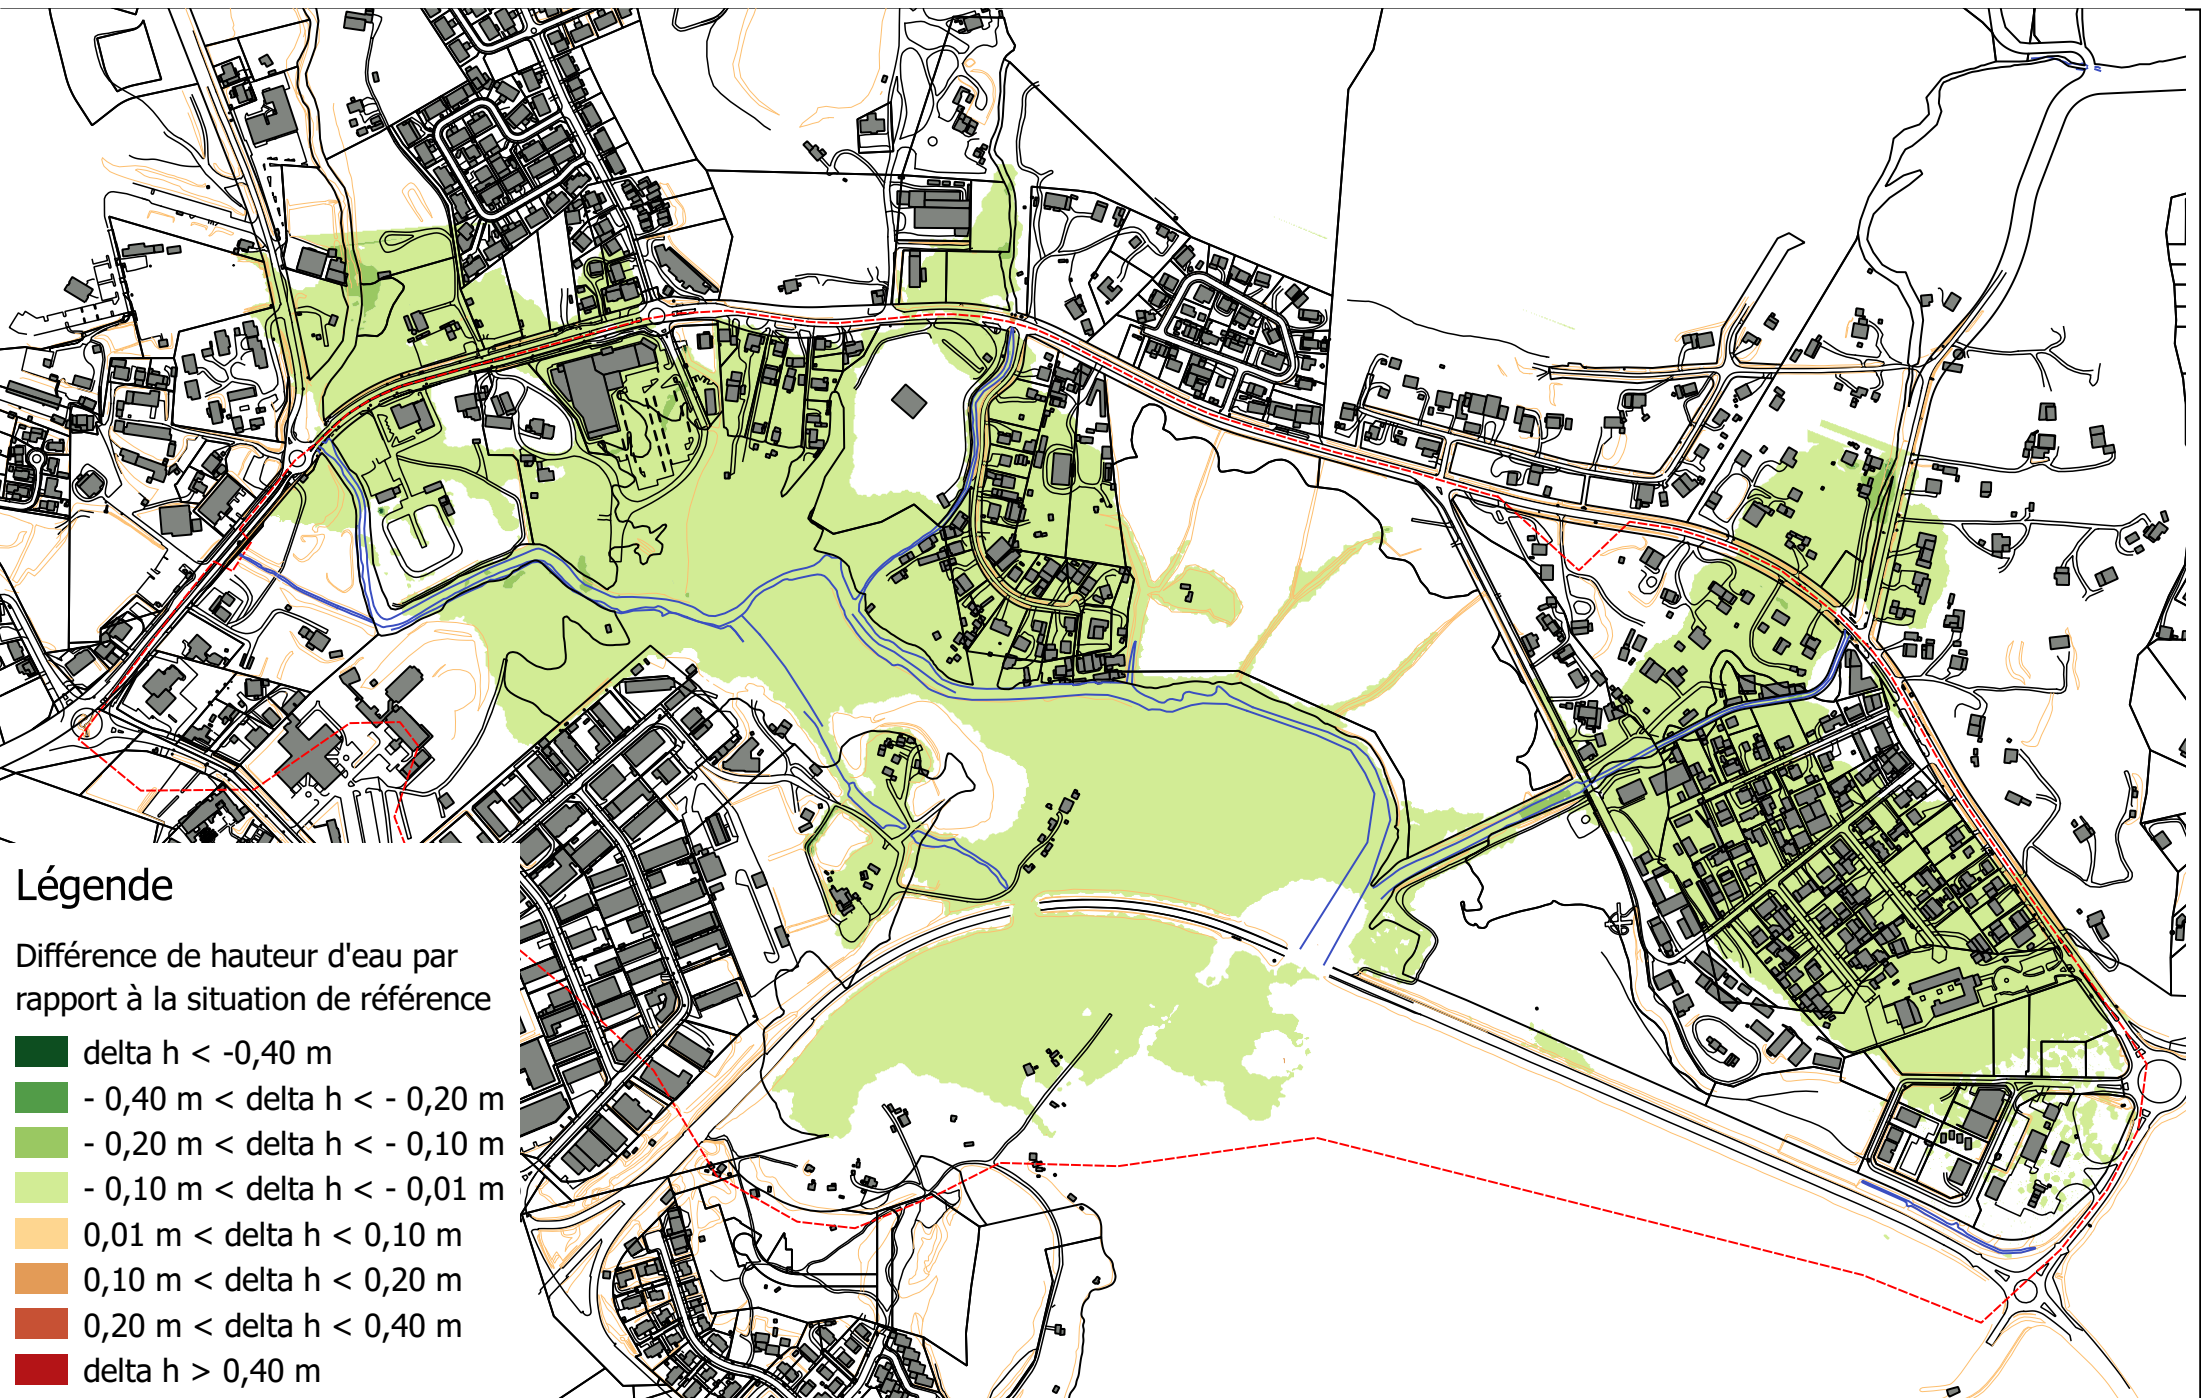 Légende
Différence de hauteur d'eau par
rapport à la situation de référence
delta h < -0,40 m
- 0,40 m < delta h < - 0,20 m
- 0,20 m < delta h < - 0,10 m
- 0,10 m < delta h < - 0,01 m
0,01 m < delta h < 0,10 m
0,10 m < delta h < 0,20 m
0,20 m < delta h < 0,40 m
delta h > 0,40 m